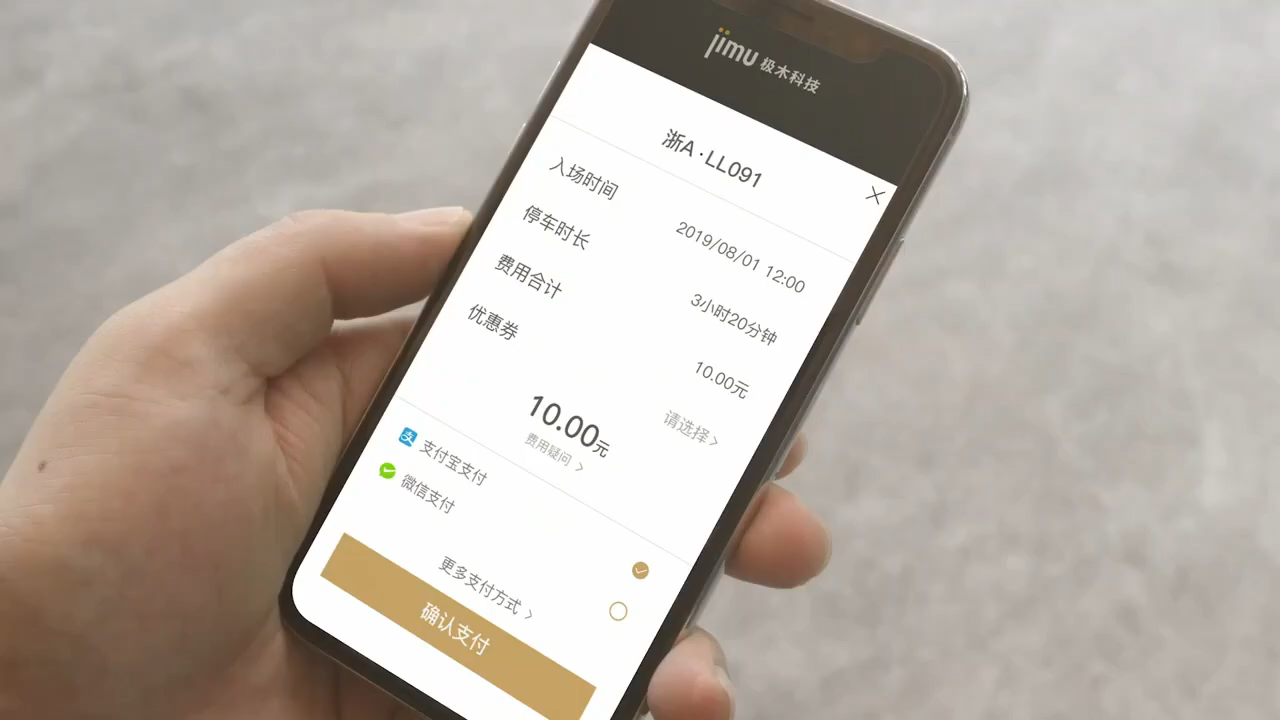 jimu 极木科技
浙A·LL091
入场时间 2019/08/01 12:00
停车时长 3小时20分钟
费用合计 10.00元
优惠券 请选择
10.00元
费用疑问
支 支付宝支付
微信支付
更多支付方式
确认支付